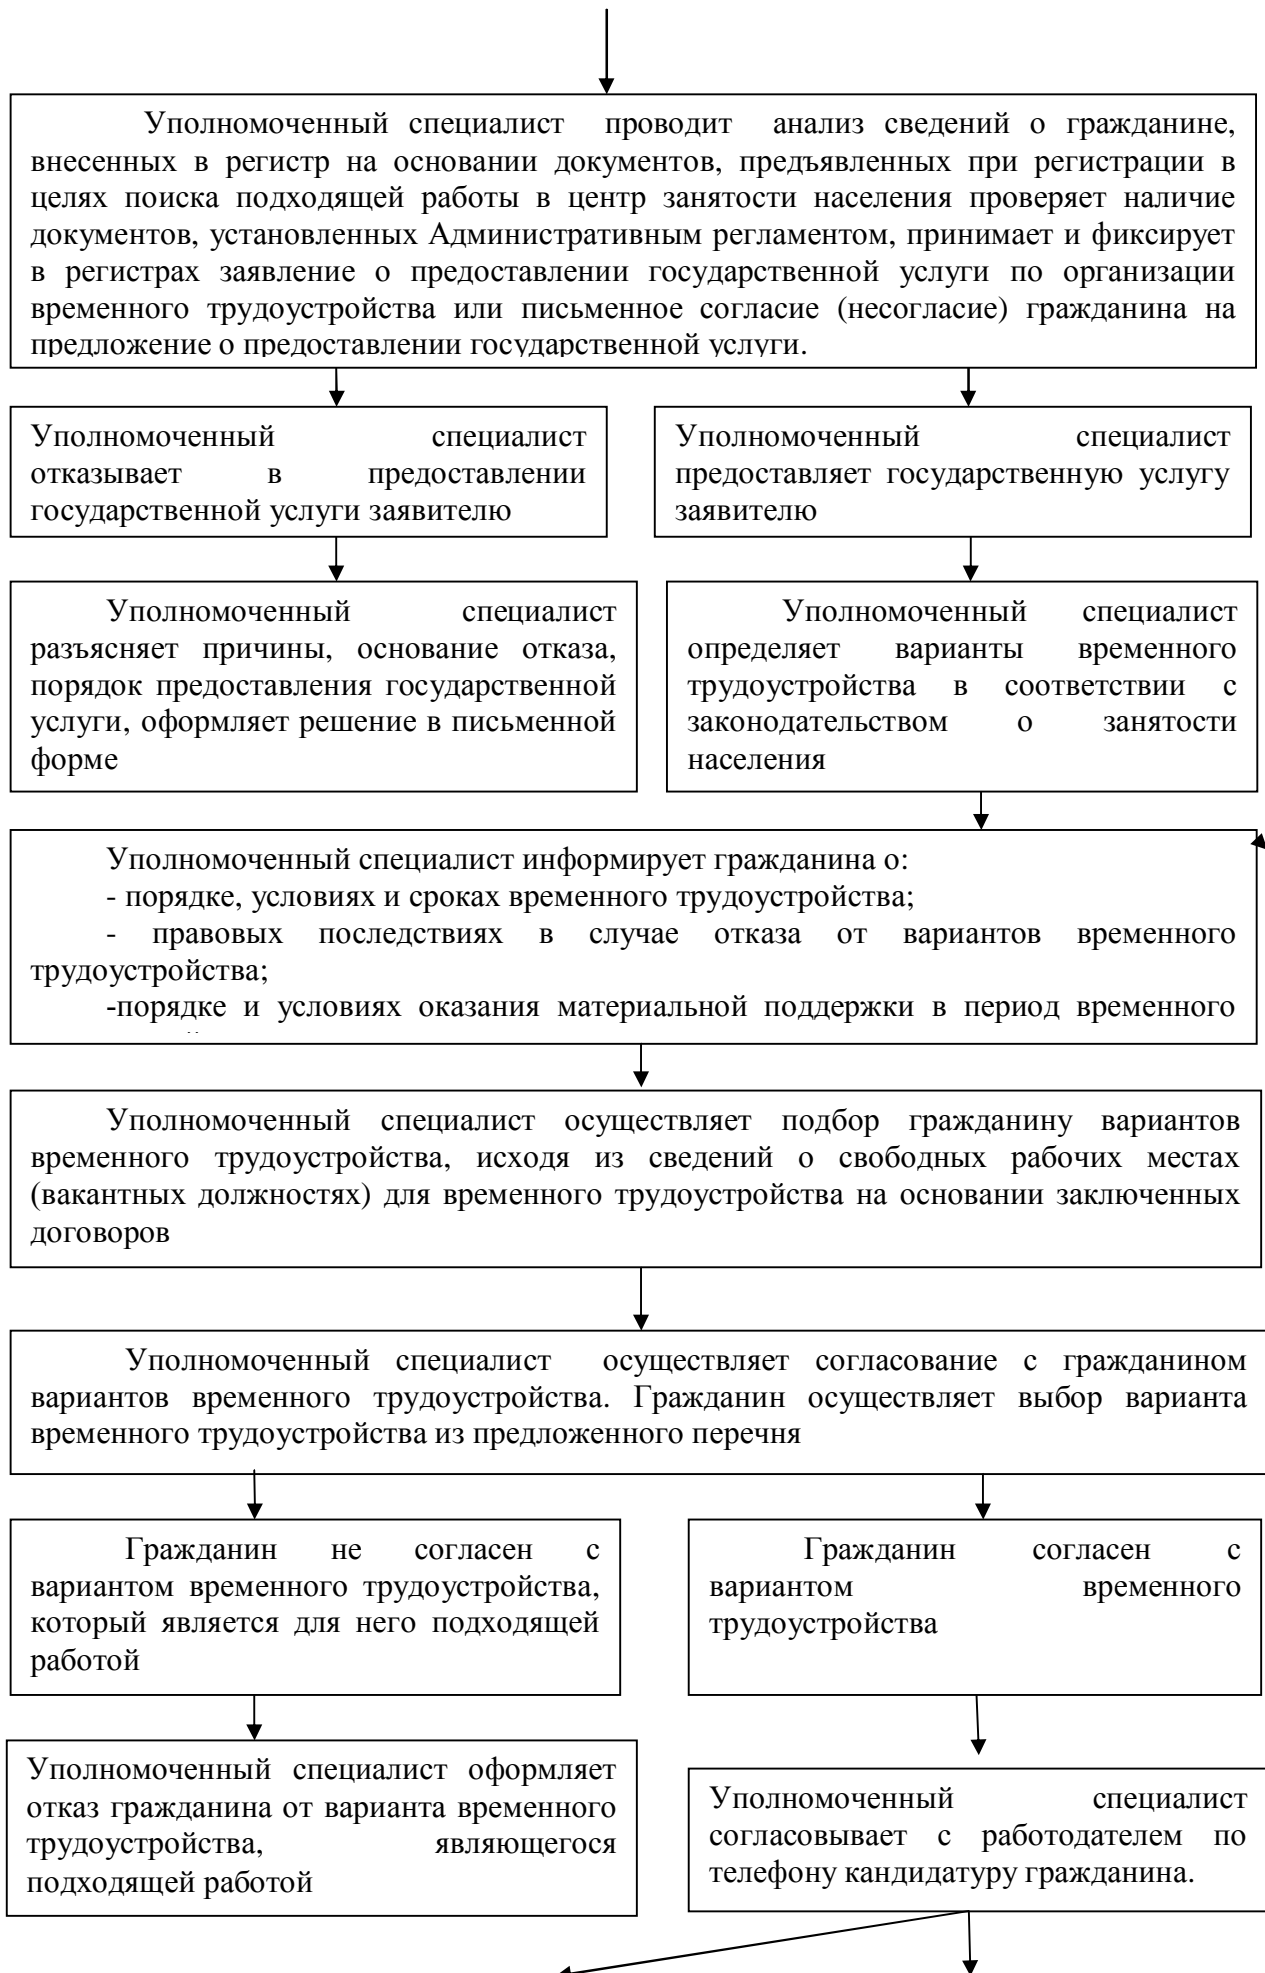 Уполномоченный специалист проводит анализ сведений о гражданине,
внесенных в регистр на основании документов, предъявленных при регистрации в
целях поиска подходящей работы в центр занятости населения проверяет наличие
документов, установленных Административным регламентом, принимает и фиксирует
в регистрах заявление о предоставлении государственной услуги по организации
временного трудоустройства или письменное согласие (несогласие) гражданина на
предложение о предоставлении государственной услуги.
Уполномоченный специалист
отказывает в предоставлении
государственной услуги заявителю
Уполномоченный специалист
предоставляет государственную услугу
заявителю
Уполномоченный специалист
разъясняет причины, основание отказа,
порядок предоставления государственной
услуги, оформляет решение в письменной
форме
Уполномоченный специалист
определяет варианты временного
трудоустройства в соответствии с
законодательством о занятости
населения
Уполномоченный специалист информирует гражданина о:
- порядке, условиях и сроках временного трудоустройства;
- правовых последствиях в случае отказа от вариантов временного
трудоустройства;
-порядке и условиях оказания материальной поддержки в период временного
Уполномоченный специалист осуществляет подбор гражданину вариантов
временного трудоустройства, исходя из сведений о свободных рабочих местах
(вакантных должностях) для временного трудоустройства на основании заключенных
договоров
Уполномоченный специалист осуществляет согласование с гражданином
вариантов временного трудоустройства. Гражданин осуществляет выбор варианта
временного трудоустройства из предложенного перечня
Гражданин не согласен с
вариантом временного трудоустройства,
который является для него подходящей
работой
Гражданин согласен с
вариантом временного
трудоустройства
Уполномоченный специалист оформляет
отказ гражданина от варианта временного
трудоустройства, являющегося
подходящей работой
Уполномоченный специалист
согласовывает с работодателем по
телефону кандидатуру гражданина.